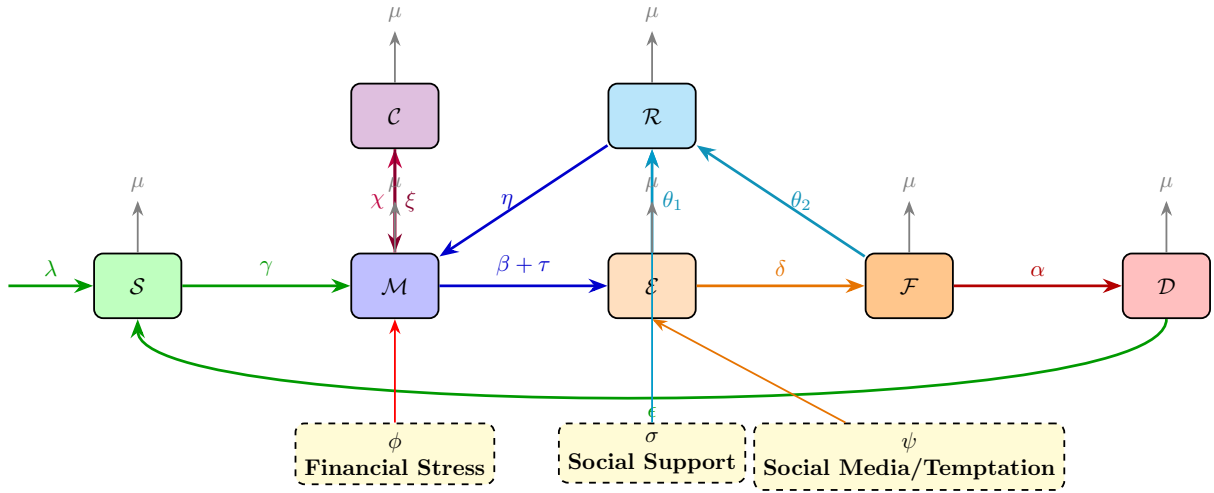 μ
μ
𝒞
ℛ
μ
χ
μ
ξ
η
μ
θ₁
θ₂
μ
μ
λ
𝒮
γ
ℳ
β + τ
ℰ
δ
ℱ
α
𝒟
ϵ
ϕ
Financial Stress
σ
Social Support
ψ
Social Media/Temptation